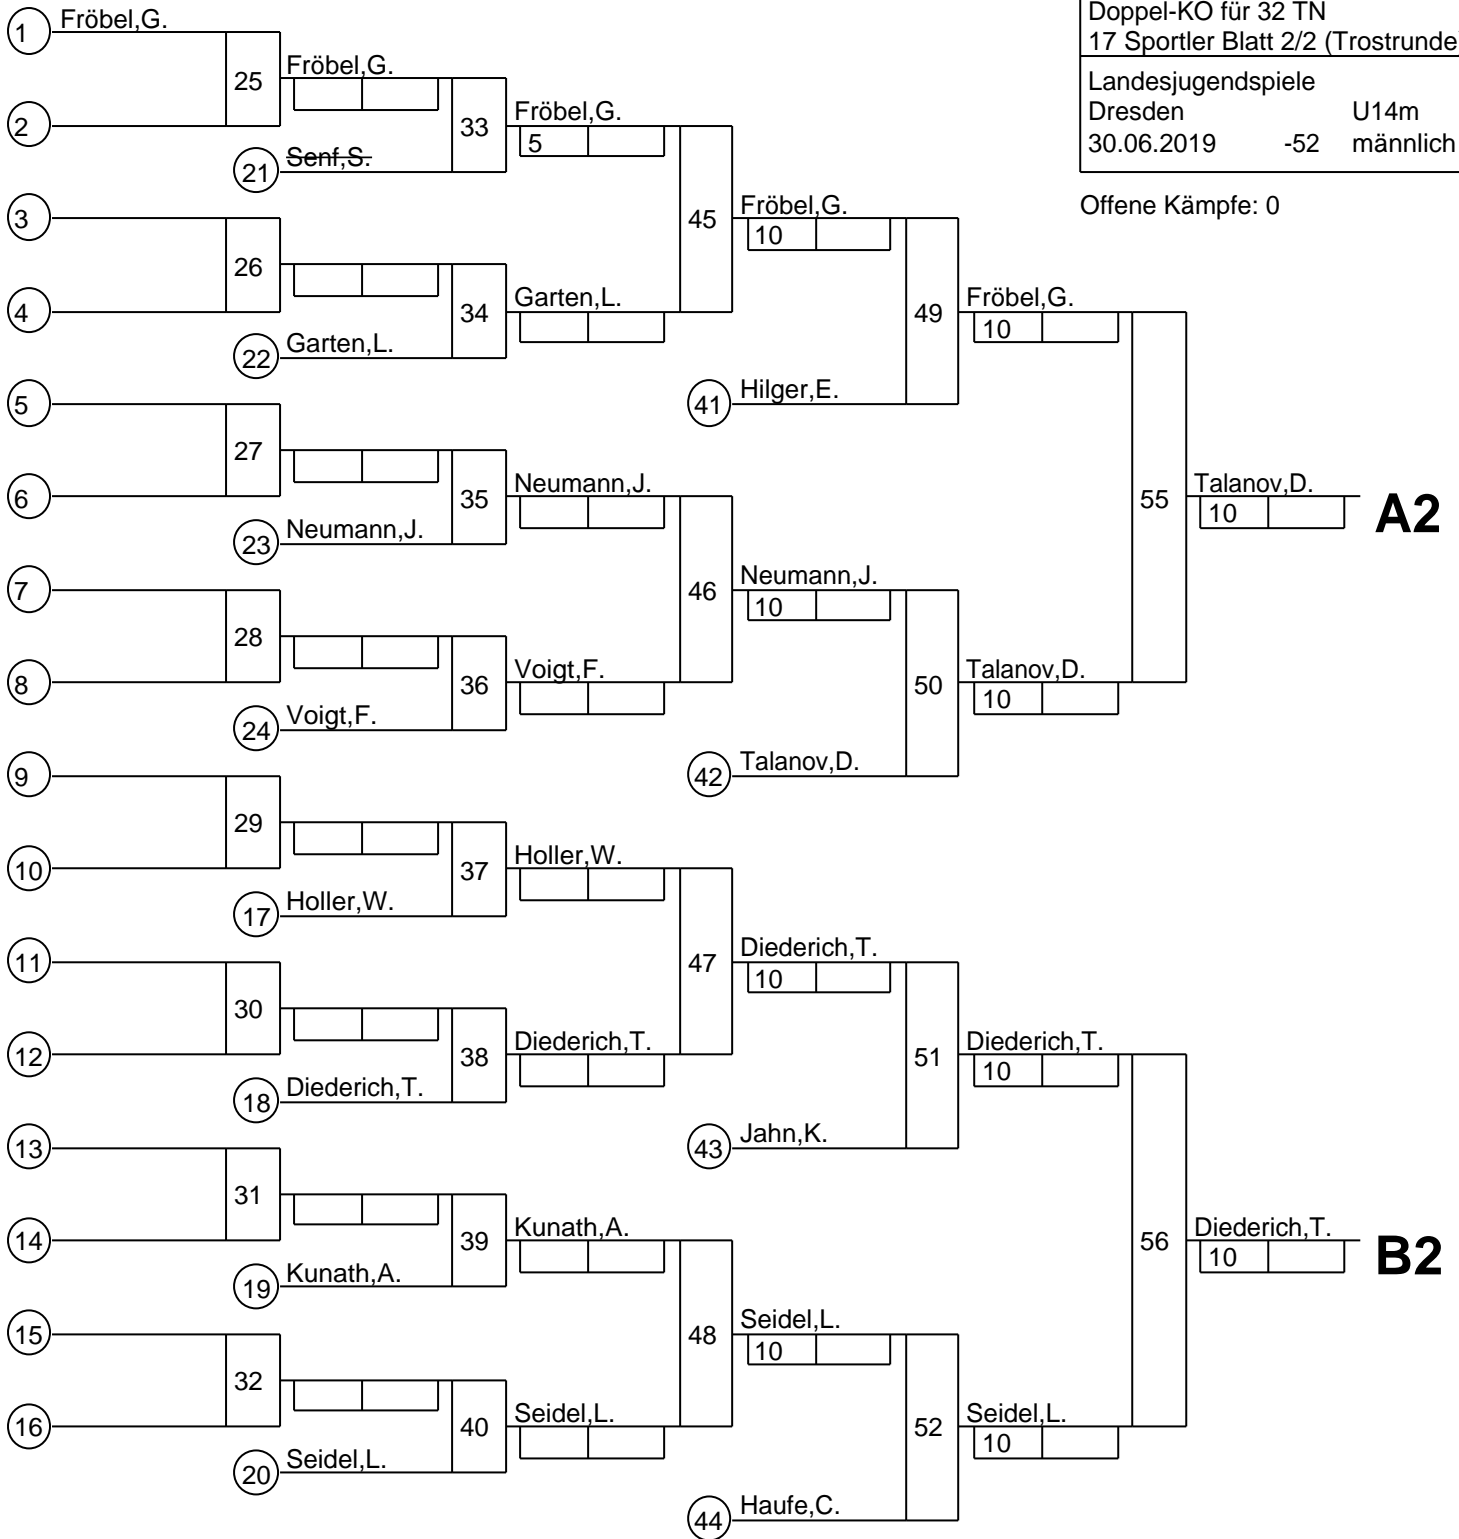 Doppel-KO für 32 TN
17 Sportler Blatt 2/2 (Trostrunde)
Landesjugendspiele
Dresden U14m
30.06.2019 -52 männlich
Offene Kämpfe: 0
1 Fröbel,G.
25 Fröbel,G.
2
33 Fröbel,G.
5
21 Senf,S.
3
45 Fröbel,G.
10
26
4
34 Garten,L.
22 Garten,L.
49 Fröbel,G.
10
5
41 Hilger,E.
27
6
35 Neumann,J.
23 Neumann,J.
55 Talanov,D.
10
A2
7
46 Neumann,J.
10
28
8
36 Voigt,F.
24 Voigt,F.
50 Talanov,D.
10
9
42 Talanov,D.
29
10
37 Holler,W.
17 Holler,W.
11
47 Diederich,T.
10
30
12
38 Diederich,T.
18 Diederich,T.
51 Diederich,T.
10
13
43 Jahn,K.
31
14
39 Kunath,A.
19 Kunath,A.
56 Diederich,T.
10
B2
15
48 Seidel,L.
10
32
16
40 Seidel,L.
20 Seidel,L.
52 Seidel,L.
10
44 Haufe,C.